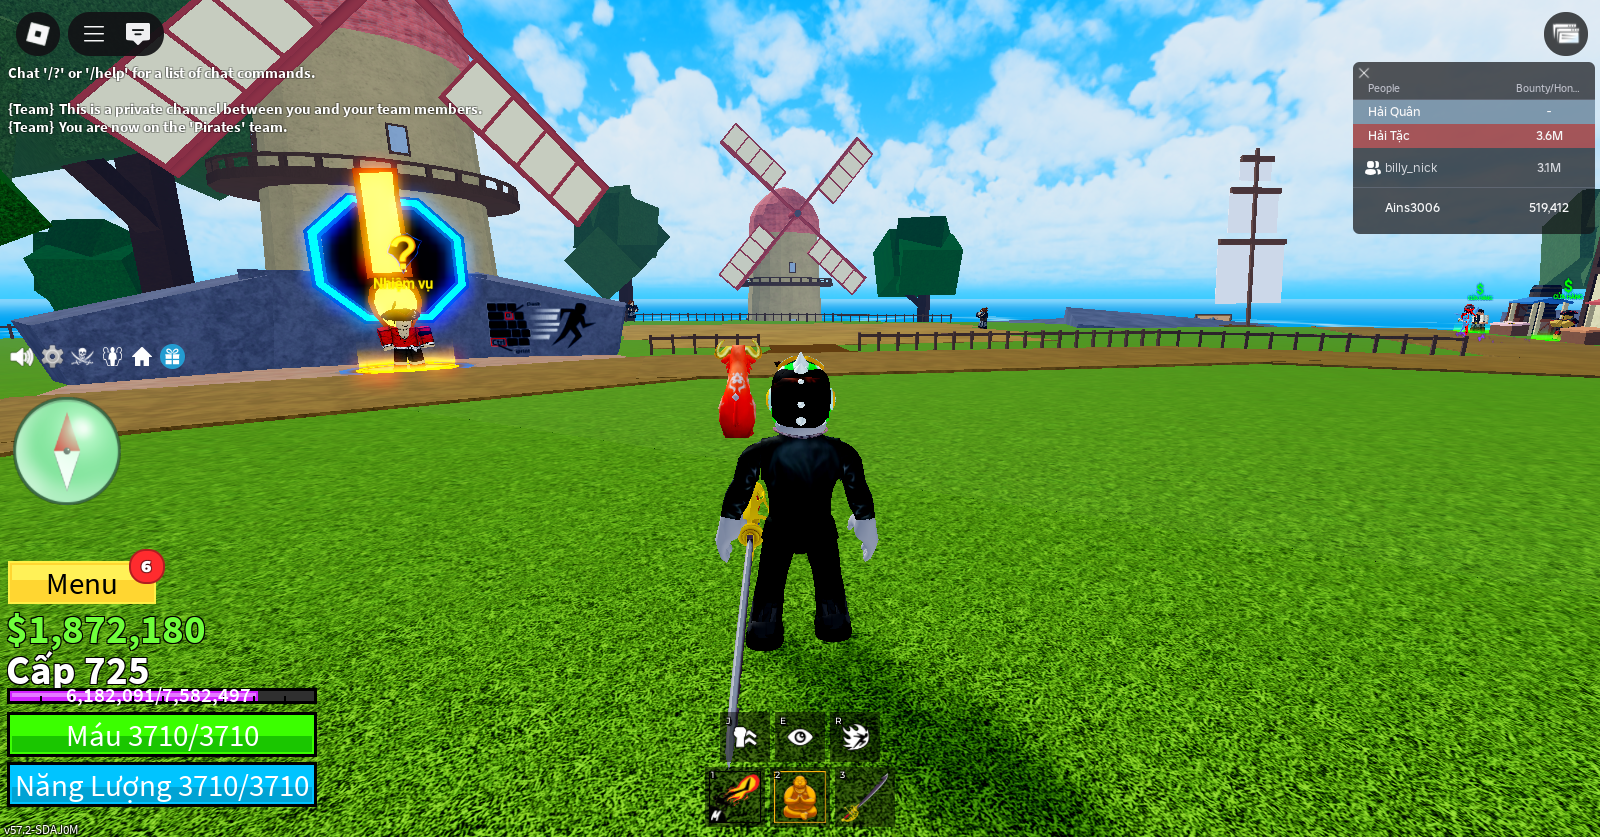 Chat '/?' or '/help' for a list of chat commands.
{Team} This is a private channel between you and your team members.
{Team} You are now on the 'Pirates' team.
People Bounty/Hon...
Hải Quân -
Hải Tặc 3.6M
billy_nick 3.1M
Ains3006 519,412
?
Nhiệm vụ
$
$
6
Menu
$1,872,180
Cấp 725
6,182,091/7,582,497
Máu 3710/3710
Năng Lượng 3710/3710
J E R
1 2 3
v57.2-SDAJ0M